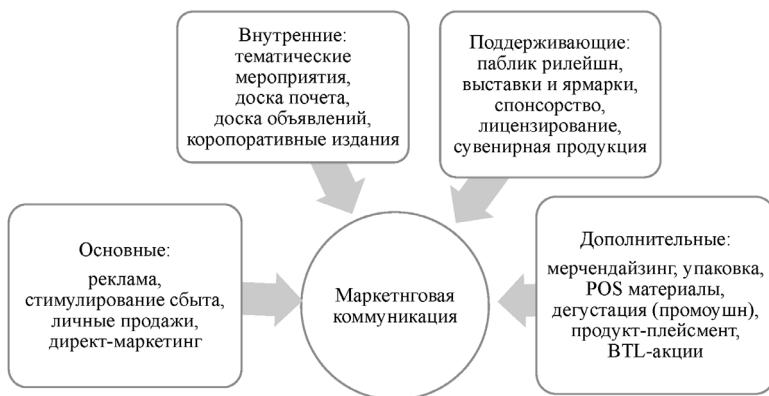 Внутренние:
тематические
мероприятия,
доска почета,
доска объявлений,
коропоративные издания
Поддерживающие:
паблик рилейшн,
выставки и ярмарки,
спонсорство,
лицензирование,
сувенирная продукция
Основные:
реклама,
стимулирование сбыта,
личные продажи,
директ-маркетинг
Маркетнговая
коммуникация
Дополнительные:
мерчендайзинг, упаковка,
POS материалы,
дегустация (промоушн),
продукт-плейсмент,
BTL-акции